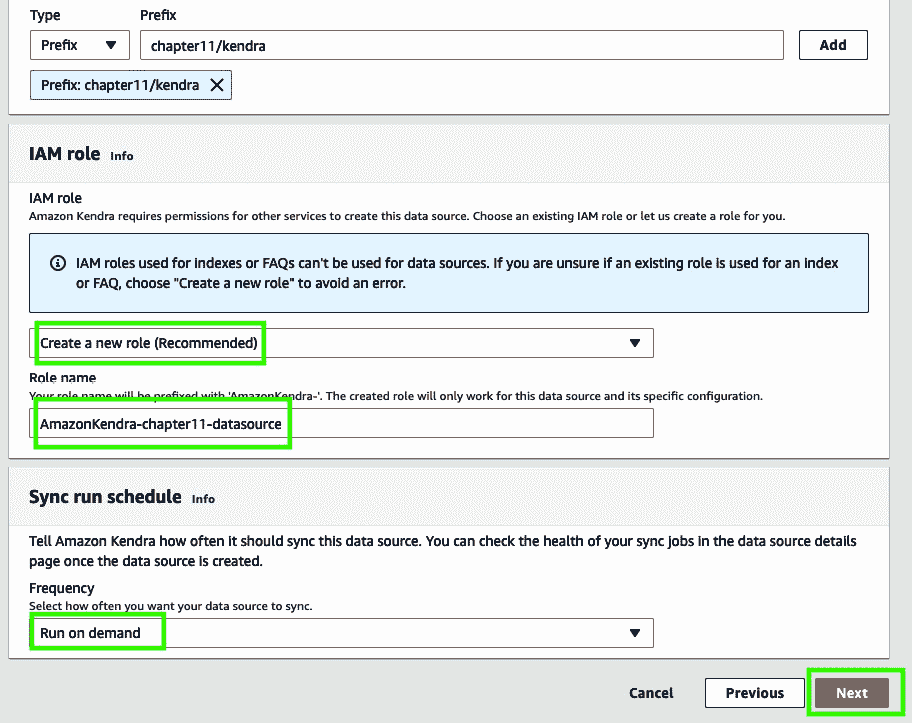 Type Prefix
Prefix chapter11/kendra Add
Prefix: chapter11/kendra
IAM role Info
IAM role
Amazon Kendra requires permissions for other services to create this data source. Choose an existing IAM role or let us create a role for you.
IAM roles used for indexes or FAQs can't be used for data sources. If you are unsure if an existing role is used for an index
or FAQ, choose "Create a new role" to avoid an error.
Create a new role (Recommended)
Role name
Your role name will be prefixed with 'AmazonKendra-'. The created role will only work for this data source and its specific configuration.
AmazonKendra-chapter11-datasource
Sync run schedule Info
Tell Amazon Kendra how often it should sync this data source. You can check the health of your sync jobs in the data source details
page once the data source is created.
Frequency
Select how often you want your data source to sync.
Run on demand
Cancel Previous Next